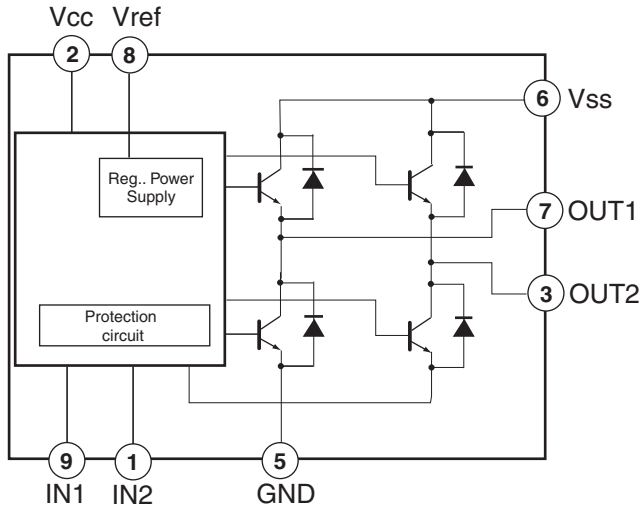 Vcc Vref
2 8
6 Vss
Reg.. Power
Supply
7 OUT1
3 OUT2
Protection
circuit
9 1 5
IN1 IN2 GND